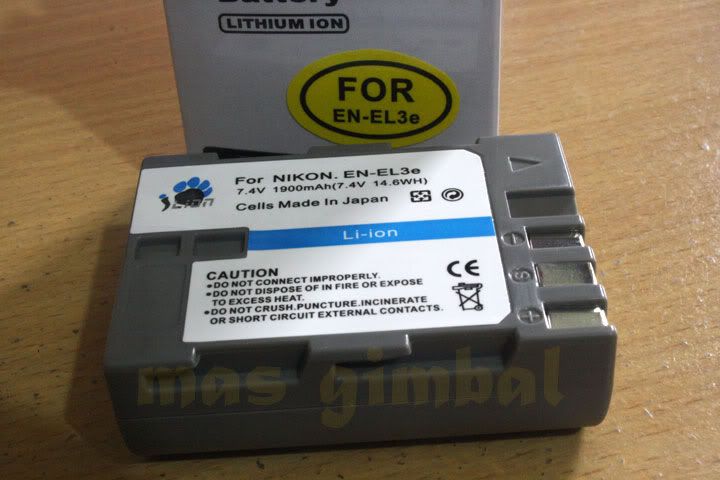 Battery
LITHIUM ION
FOR
EN-EL3e
iLion
For NIKON. EN-EL3e
7.4V 1900mAh(7.4V 14.6WH)
Cells Made In Japan
Li-ion
CAUTION
•DO NOT CONNECT IMPROPERLY.
•DO NOT DISPOSE OF IN FIRE OR EXPOSE
TO EXCESS HEAT.
•DO NOT CRUSH.PUNCTURE.INCINERATE
OR SHORT CIRCUIT EXTERNAL CONTACTS.
CE
S
mas gimbal